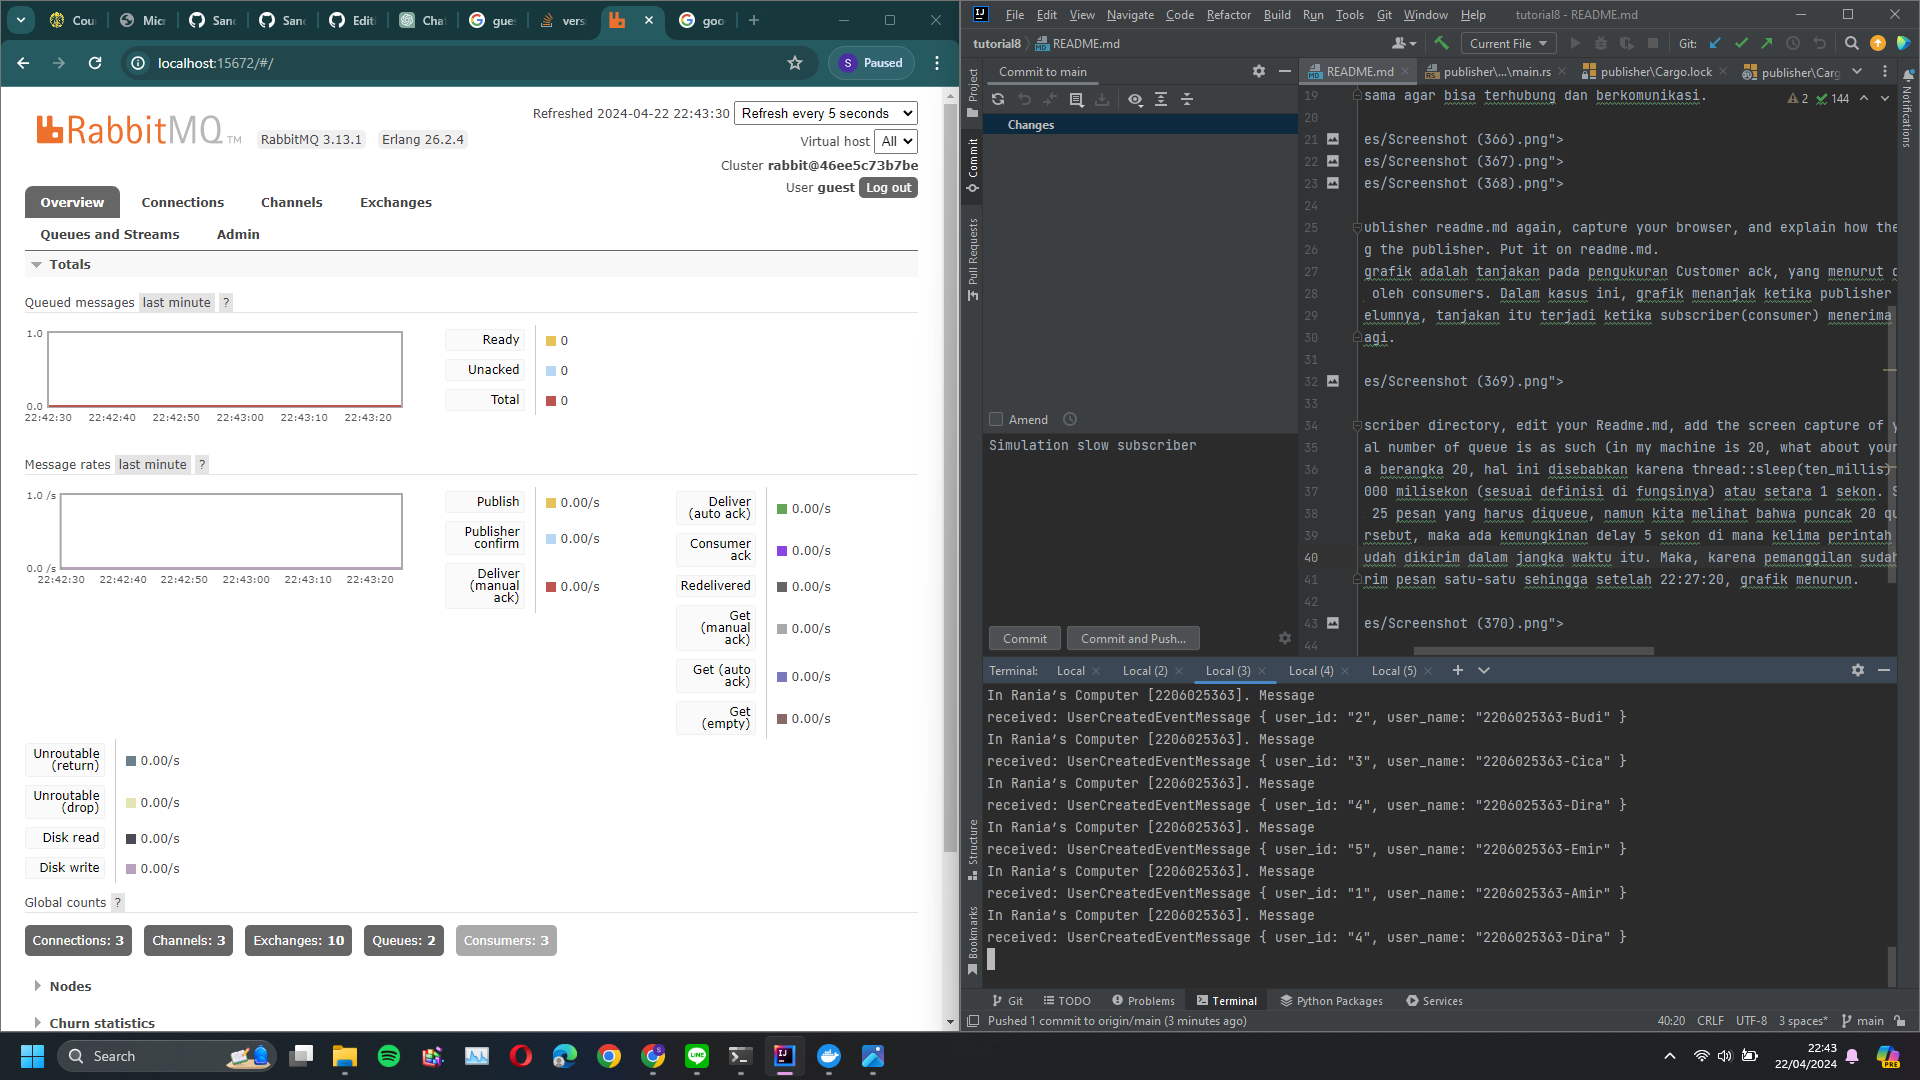 Cou
Micr
Sand
Sand
Editi
Chat
gues
versi
goo
localhost:15672/#/
S Paused
RabbitMQ TM
RabbitMQ 3.13.1
Erlang 26.2.4
Refreshed 2024-04-22 22:43:30
Refresh every 5 seconds
Virtual host All
Cluster rabbit@46ee5c73b7be
User guest Log out
Overview
Connections
Channels
Exchanges
Queues and Streams
Admin
Totals
Queued messages last minute ?
1.0
0.0
22:42:30 22:42:40 22:42:50 22:43:00 22:43:10 22:43:20
Ready 0
Unacked 0
Total 0
Message rates last minute ?
1.0 /s
0.0 /s
22:42:30 22:42:40 22:42:50 22:43:00 22:43:10 22:43:20
Publish 0.00/s
Publisher confirm 0.00/s
Deliver (manual ack) 0.00/s
Deliver (auto ack) 0.00/s
Consumer ack 0.00/s
Redelivered 0.00/s
Get (manual ack) 0.00/s
Get (auto ack) 0.00/s
Get (empty) 0.00/s
Unroutable (return) 0.00/s
Unroutable (drop) 0.00/s
Disk read 0.00/s
Disk write 0.00/s
Global counts ?
Connections: 3
Channels: 3
Exchanges: 10
Queues: 2
Consumers: 3
Nodes
Churn statistics
IJ File Edit View Navigate Code Refactor Build Run Tools Git Window Help tutorial8 - README.md
tutorial8 README.md
Current File
Git:
Project
Commit
Pull Requests
Structure
Bookmarks
Notifications
Commit to main
Changes
Amend
Simulation slow subscriber
Commit
Commit and Push...
README.md
publisher\...\main.rs
publisher\Cargo.lock
publisher\Carg
2 144
19 sama agar bisa terhubung dan berkomunikasi.
20
21 es/Screenshot (366).png">
22 es/Screenshot (367).png">
23 es/Screenshot (368).png">
24
25 ublisher readme.md again, capture your browser, and explain how the
26 g the publisher. Put it on readme.md.
27 grafik adalah tanjakan pada pengukuran Customer ack, yang menurut
28 oleh consumers. Dalam kasus ini, grafik menanjak ketika publisher
29 elumnya, tanjakan itu terjadi ketika subscriber(consumer) menerima
30 agi.
31
32 es/Screenshot (369).png">
33
34 scriber directory, edit your Readme.md, add the screen capture of
35 al number of queue is as such (in my machine is 20, what about your
36 a berangka 20, hal ini disebabkan karena thread::sleep(ten_millis)
37 000 milisekon (sesuai definisi di fungsinya) atau setara 1 sekon. S
38 25 pesan yang harus diqueue, namun kita melihat bahwa puncak 20 qu
39 rsebut, maka ada kemungkinan delay 5 sekon di mana kelima perintah
40 udah dikirim dalam jangka waktu itu. Maka, karena pemanggilan sudah
41 rim pesan satu-satu sehingga setelah 22:27:20, grafik menurun.
42
43 es/Screenshot (370).png">
44
Terminal: Local Local (2) Local (3) Local (4) Local (5)
In Rania’s Computer [2206025363]. Message
received: UserCreatedEventMessage { user_id: "2", user_name: "2206025363-Budi" }
In Rania’s Computer [2206025363]. Message
received: UserCreatedEventMessage { user_id: "3", user_name: "2206025363-Cica" }
In Rania’s Computer [2206025363]. Message
received: UserCreatedEventMessage { user_id: "4", user_name: "2206025363-Dira" }
In Rania’s Computer [2206025363]. Message
received: UserCreatedEventMessage { user_id: "5", user_name: "2206025363-Emir" }
In Rania’s Computer [2206025363]. Message
received: UserCreatedEventMessage { user_id: "1", user_name: "2206025363-Amir" }
In Rania’s Computer [2206025363]. Message
received: UserCreatedEventMessage { user_id: "4", user_name: "2206025363-Dira" }
Git TODO Problems Terminal Python Packages Services
Pushed 1 commit to origin/main (3 minutes ago)
40:20 CRLF UTF-8 3 spaces* main
Search
22:43
22/04/2024
PRE